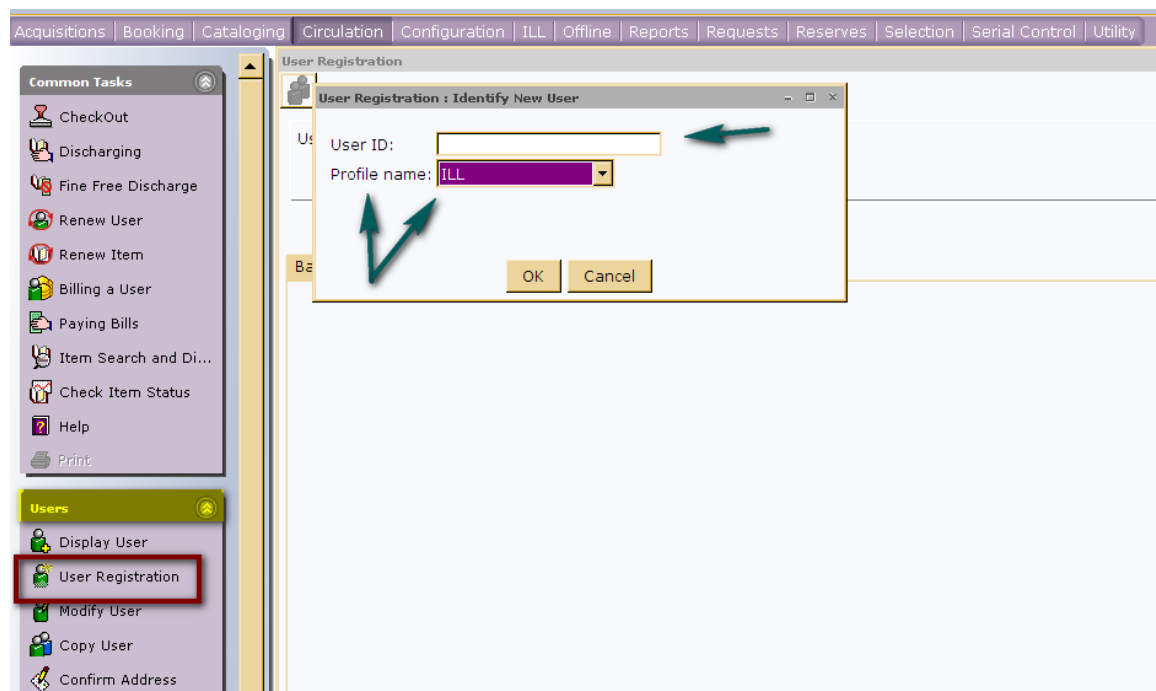 Acquisitions Booking Cataloging Circulation Configuration ILL Offline Reports Requests Reserves Selection Serial Control Utility
User Registration
Common Tasks
CheckOut
Discharging
Fine Free Discharge
Renew User
Renew Item
Billing a User
Paying Bills
Item Search and Di...
Check Item Status
Help
Print
Users
Display User
User Registration
Modify User
Copy User
Confirm Address
User Registration : Identify New User
User ID:
Profile name: ILL
OK Cancel